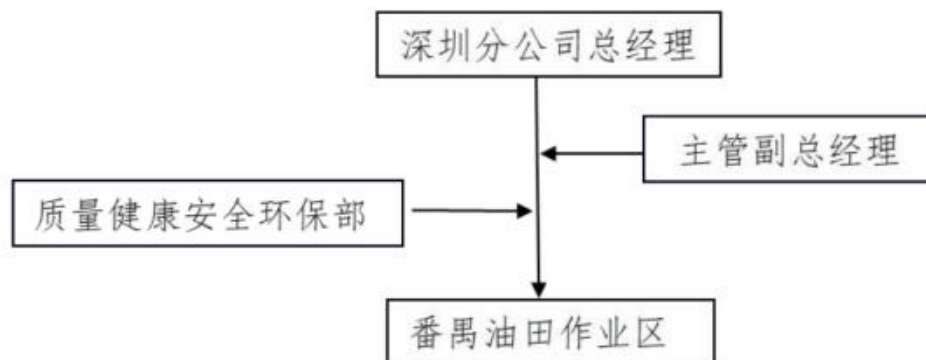 深圳分公司总经理
主管副总经理
质量健康安全环保部
番禺油田作业区